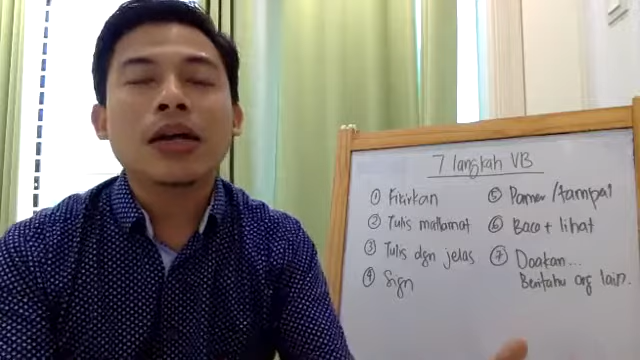 7 langkah VB
① Fikirkan
② Tulis matlamat
③ Tulis dgn jelas
④ Sign
⑤ Pamer/tampal
⑥ Baca + lihat
⑦ Doakan...
Beritahu org lain.